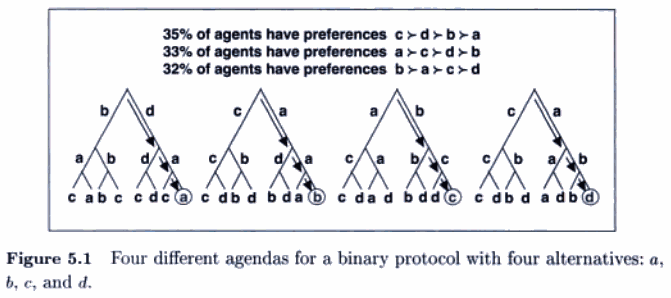 35% of agents have preferences c≻d≻b≻a
33% of agents have preferences a≻c≻d≻b
32% of agents have preferences b≻a≻c≻d
b d c a a b c a
a b d a c b d a c a b c c b a b
c a b c c d c a c d b d b d a b c d a d b d d c c d b d a d b d
Figure 5.1 Four different agendas for a binary protocol with four alternatives: a,
b, c, and d.